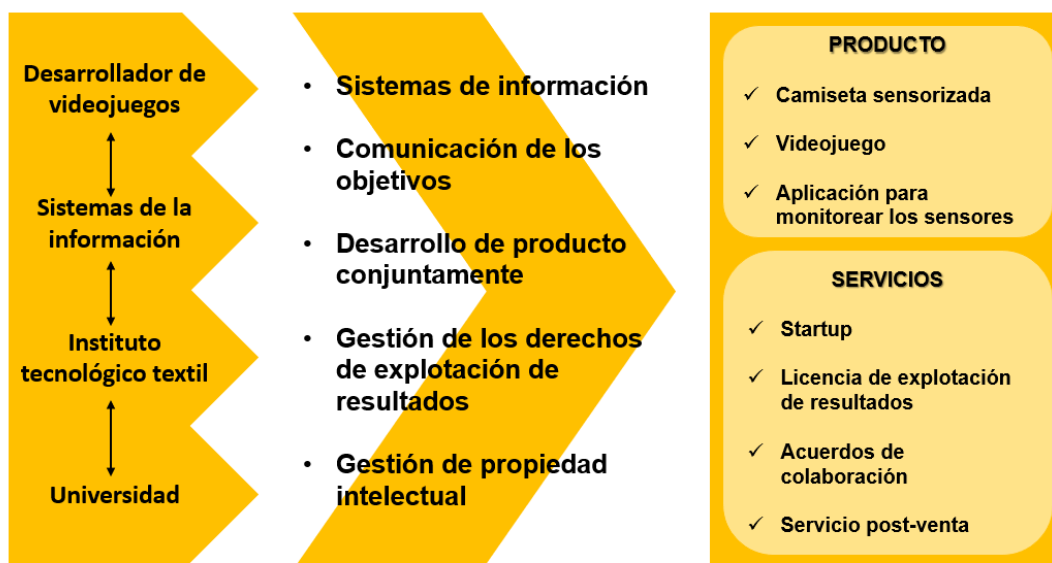 Desarrollador de
videojuegos
Sistemas de la
información
Instituto
tecnológico textil
Universidad
• Sistemas de información
• Comunicación de los
objetivos
• Desarrollo de producto
conjuntamente
• Gestión de los derechos
de explotación de
resultados
• Gestión de propiedad
intelectual
PRODUCTO
✓ Camiseta sensorizada
✓ Videojuego
✓ Aplicación para
monitorear los sensores
SERVICIOS
✓ Startup
✓ Licencia de explotación
de resultados
✓ Acuerdos de
colaboración
✓ Servicio post-venta